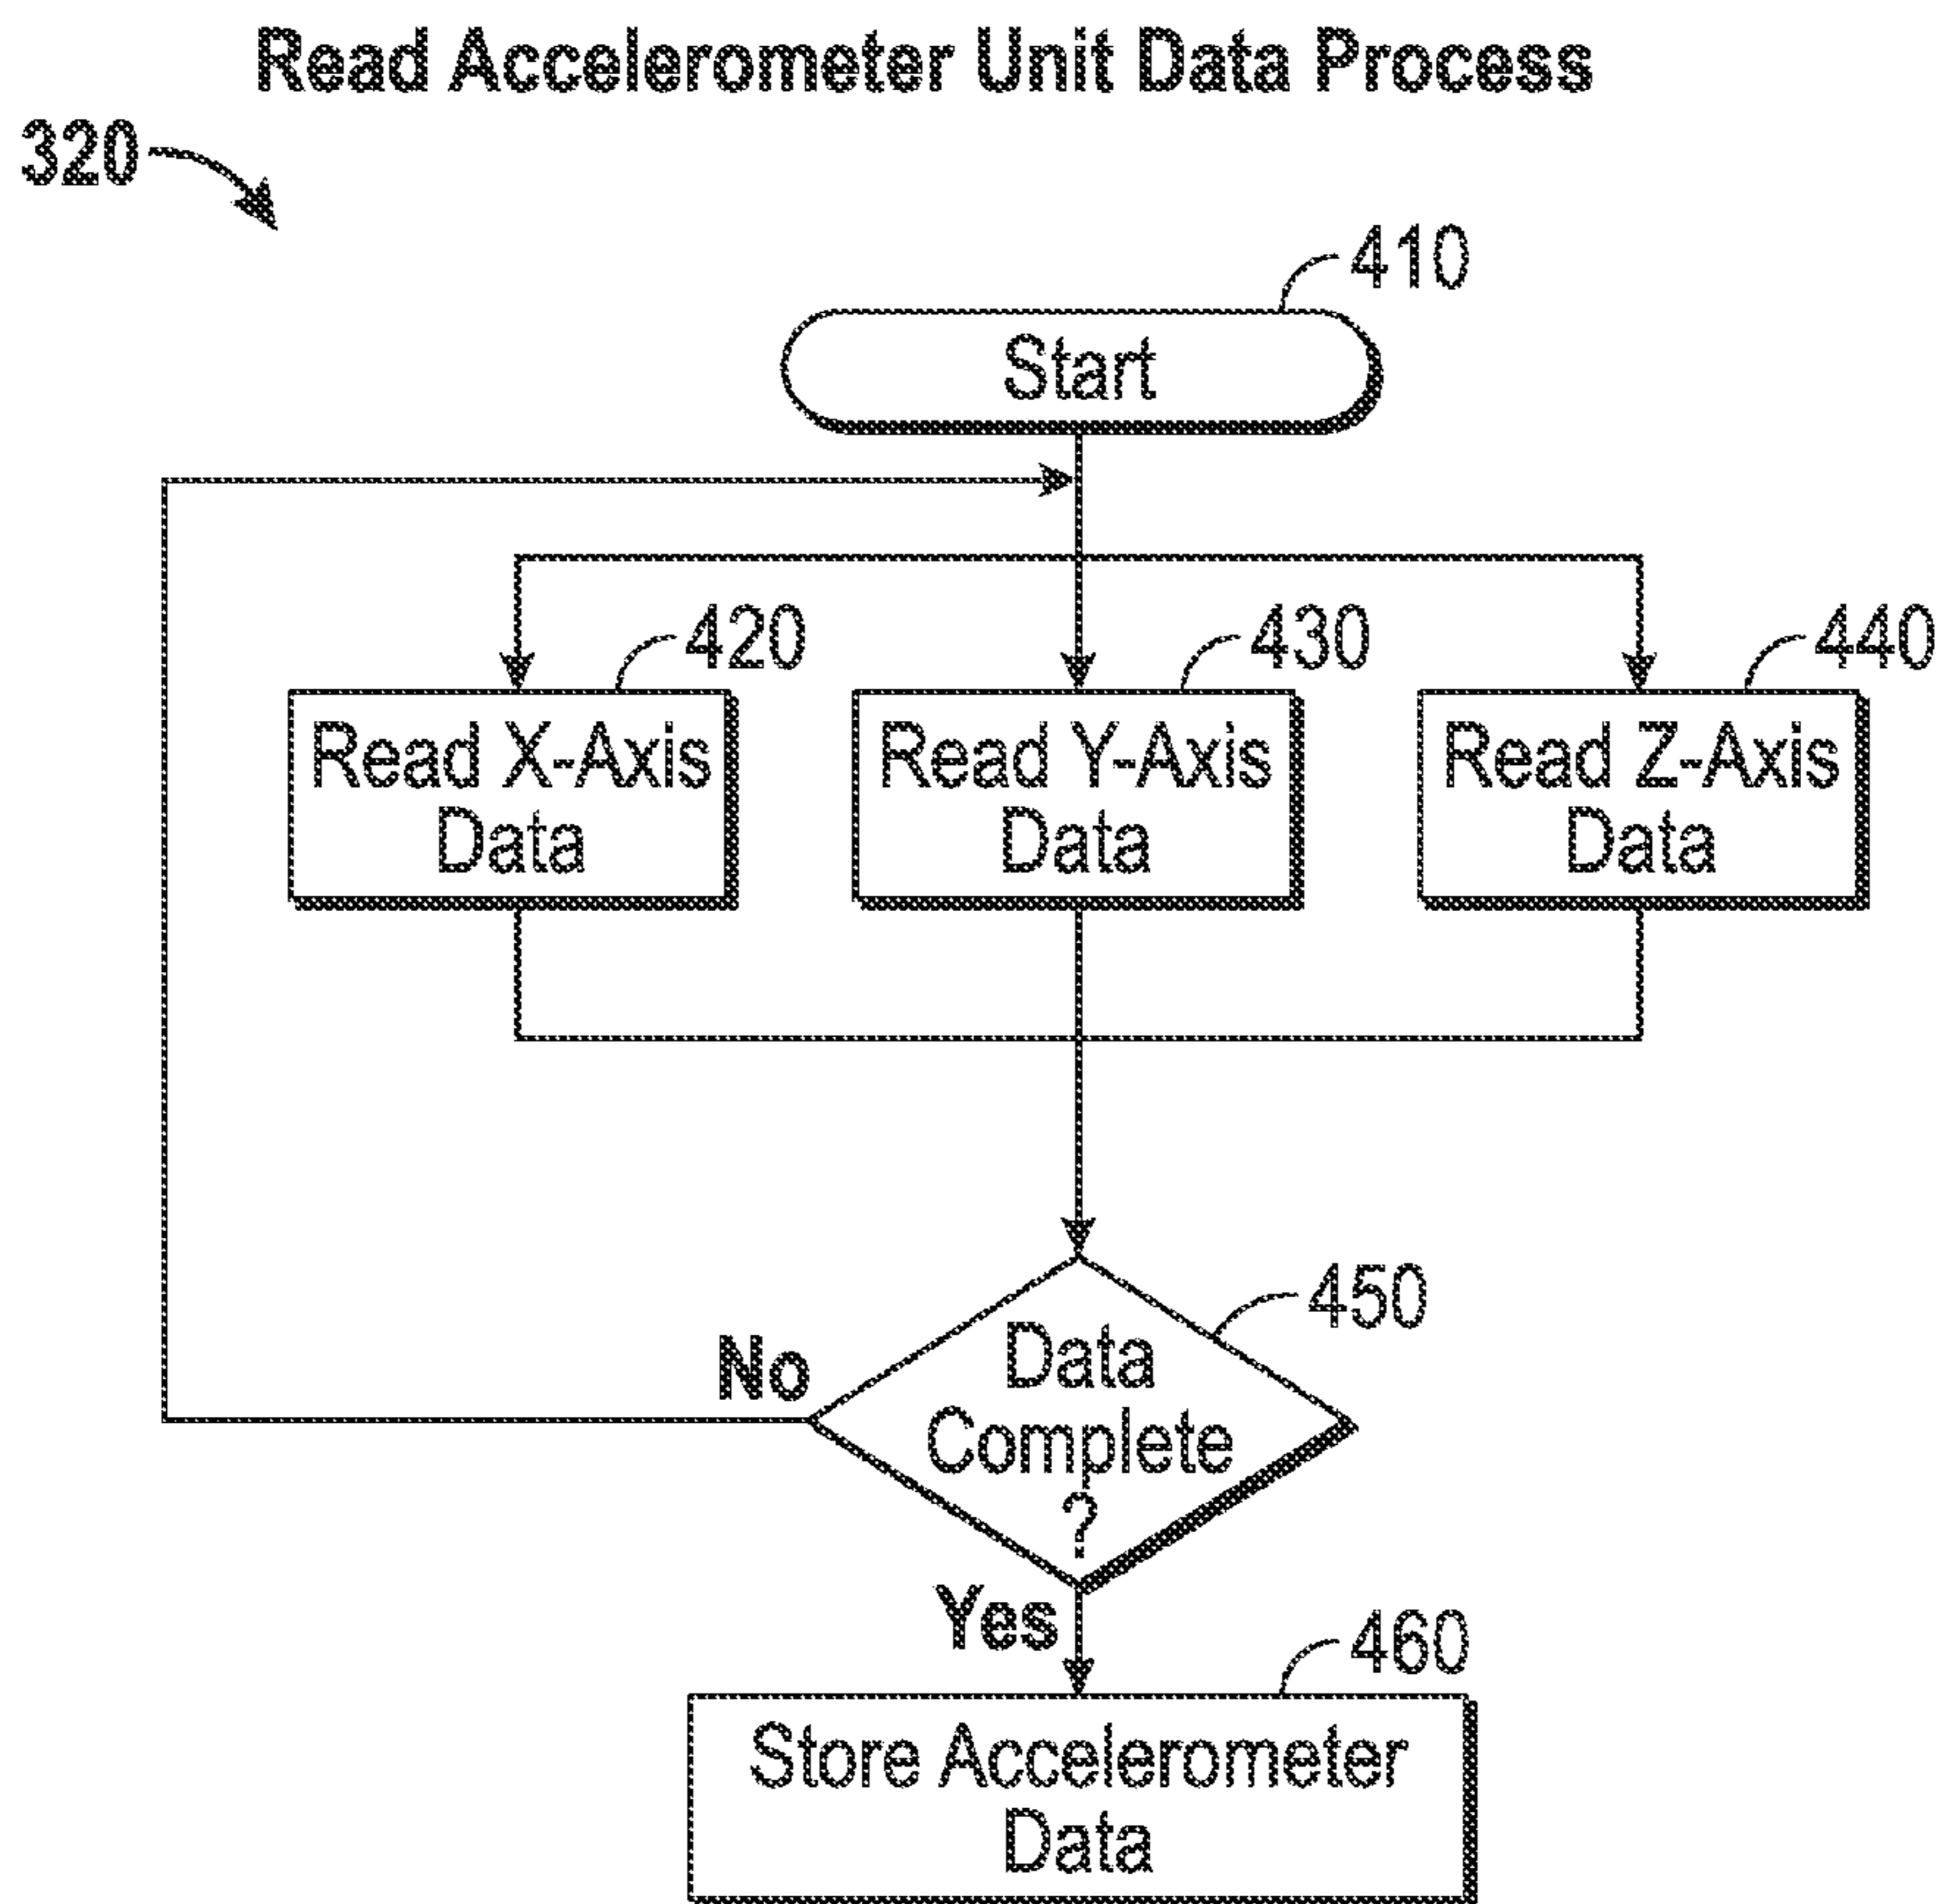 Read Accelerometer Unit Data Process
320
410
Start
420
430
440
Read X-Axis
Data
Read Y-Axis
Data
Read Z-Axis
Data
450
Data
Complete
?
No
Yes
460
Store Accelerometer
Data